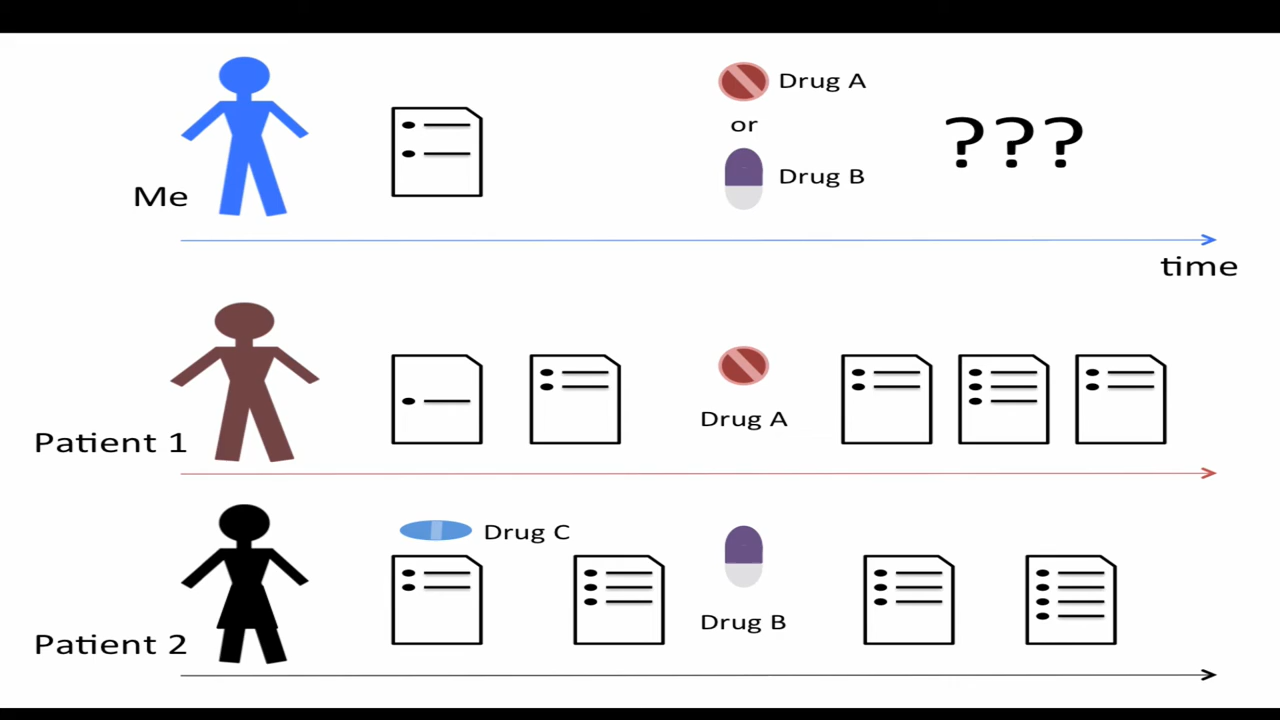 Drug A
or
???
Drug B
Me
time
Drug A
Patient 1
Drug C
Drug B
Patient 2